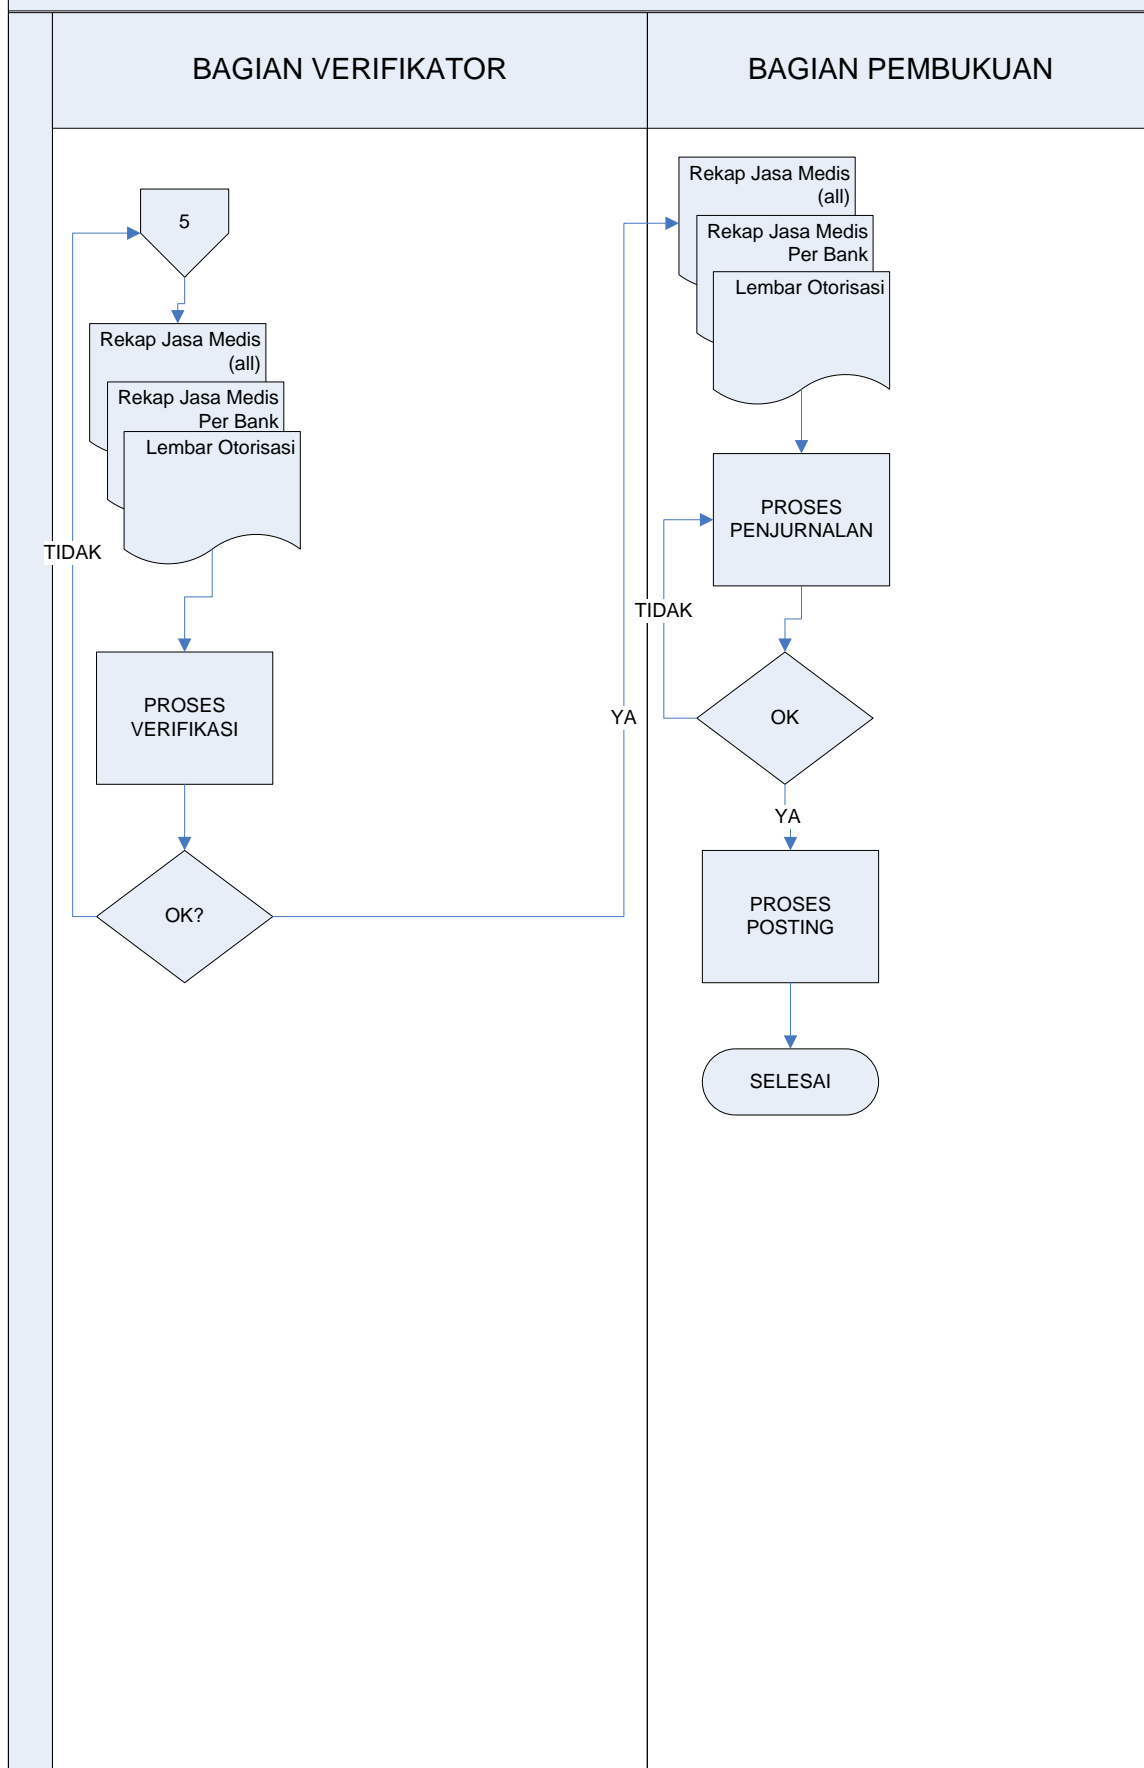 BAGIAN VERIFIKATOR
BAGIAN PEMBUKUAN
5
Rekap Jasa Medis
(all)
Rekap Jasa Medis
Per Bank
Lembar Otorisasi
TIDAK
PROSES
VERIFIKASI
OK?
YA
Rekap Jasa Medis
(all)
Rekap Jasa Medis
Per Bank
Lembar Otorisasi
PROSES
PENJURNALAN
TIDAK
OK
YA
PROSES
POSTING
SELESAI